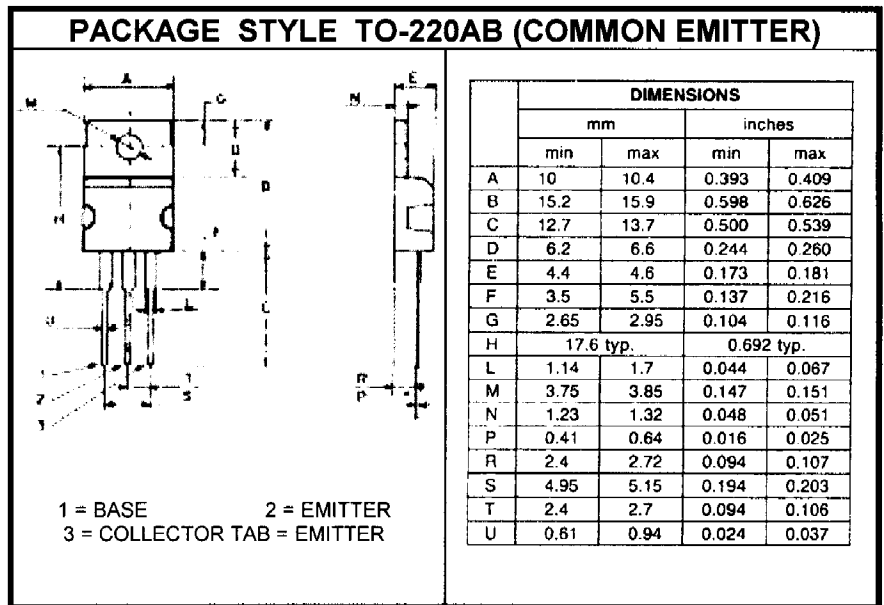 PACKAGE STYLE TO-220AB (COMMON EMITTER)
A
M
G
N
E
D
H
F
L
C
U
1
2
3
T
S
R
P
1 = BASE 2 = EMITTER
3 = COLLECTOR TAB = EMITTER
DIMENSIONS
mm inches
min max min max
A 10 10.4 0.393 0.409
B 15.2 15.9 0.598 0.626
C 12.7 13.7 0.500 0.539
D 6.2 6.6 0.244 0.260
E 4.4 4.6 0.173 0.181
F 3.5 5.5 0.137 0.216
G 2.65 2.95 0.104 0.116
H 17.6 typ. 0.692 typ.
L 1.14 1.7 0.044 0.067
M 3.75 3.85 0.147 0.151
N 1.23 1.32 0.048 0.051
P 0.41 0.64 0.016 0.025
R 2.4 2.72 0.094 0.107
S 4.95 5.15 0.194 0.203
T 2.4 2.7 0.094 0.106
U 0.61 0.94 0.024 0.037